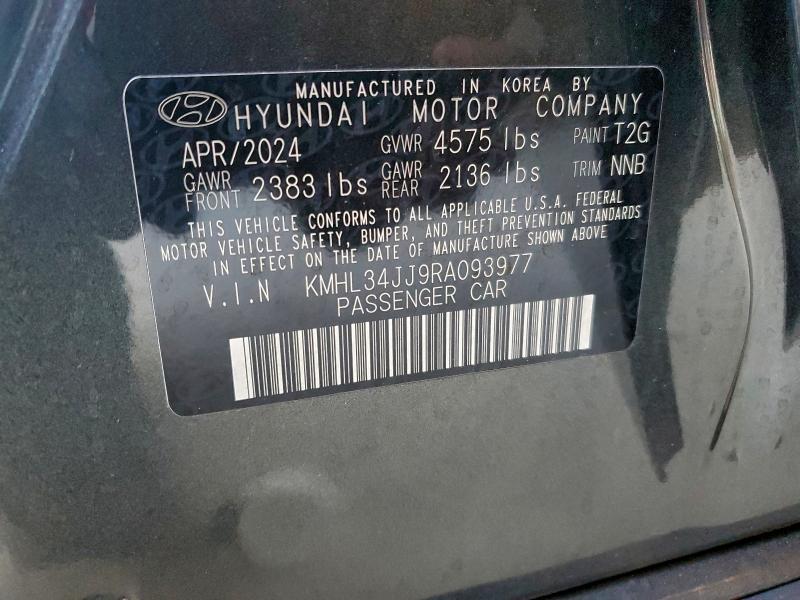 MANUFACTURED IN KOREA BY
HYUNDAI MOTOR COMPANY
APR/2024 GVWR 4575 lbs PAINT T2G
GAWR FRONT 2383 lbs GAWR REAR 2136 lbs TRIM NNB
THIS VEHICLE CONFORMS TO ALL APPLICABLE U.S.A. FEDERAL
MOTOR VEHICLE SAFETY, BUMPER, AND THEFT PREVENTION STANDARDS
IN EFFECT ON THE DATE OF MANUFACTURE SHOWN ABOVE
V.I.N KMHL34JJ9RA093977
PASSENGER CAR